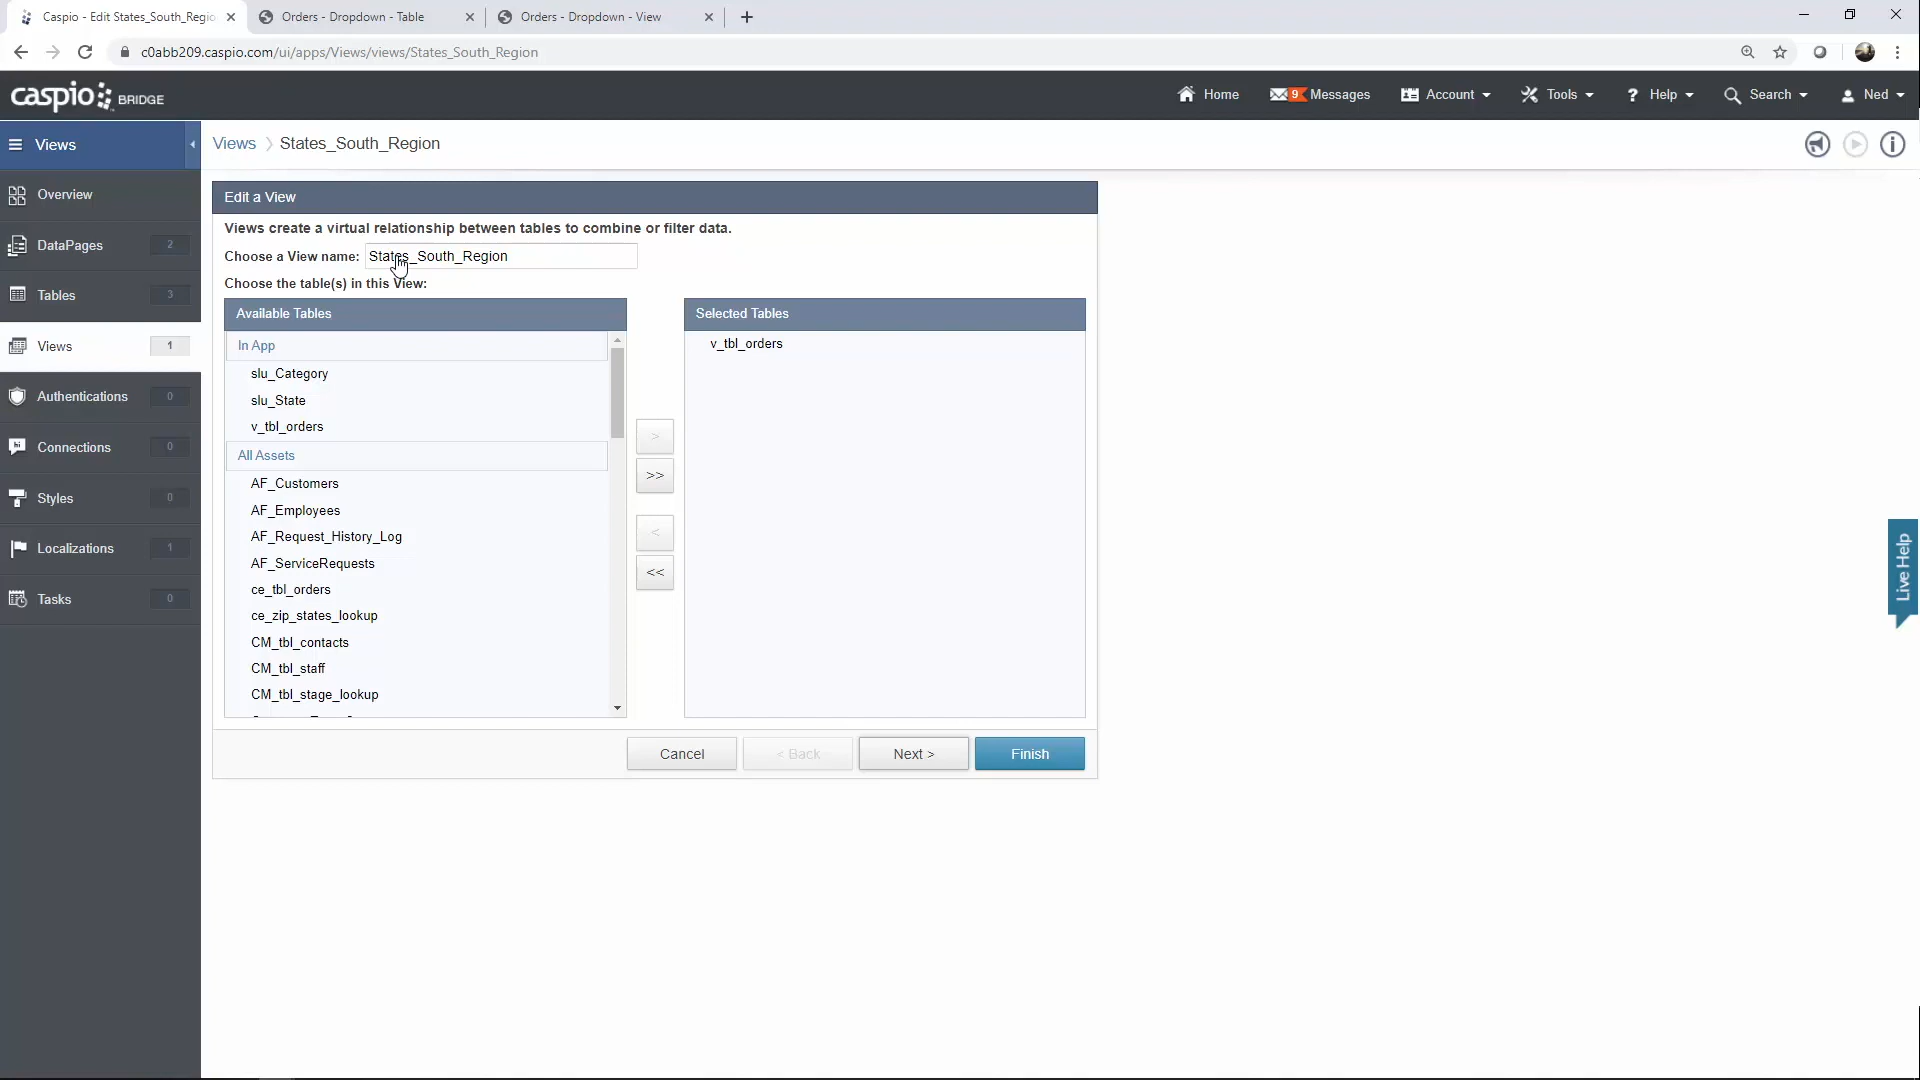 Caspio - Edit States_South_Regio
Orders - Dropdown - Table
Orders - Dropdown - View
c0abb209.caspio.com/ui/apps/Views/views/States_South_Region
caspio BRIDGE
Home
9 Messages
Account
Tools
? Help
Search
Ned
Views
Views > States_South_Region
Overview
DataPages 2
Tables 3
Views 1
Authentications 0
Connections 0
Styles 0
Localizations 1
Tasks 0
Edit a View
Views create a virtual relationship between tables to combine or filter data.
Choose a View name: States_South_Region
Choose the table(s) in this View:
Available Tables
In App
slu_Category
slu_State
v_tbl_orders
All Assets
AF_Customers
AF_Employees
AF_Request_History_Log
AF_ServiceRequests
ce_tbl_orders
ce_zip_states_lookup
CM_tbl_contacts
CM_tbl_staff
CM_tbl_stage_lookup
>
>>
<
<<
Selected Tables
v_tbl_orders
Cancel
< Back
Next >
Finish
Live Help